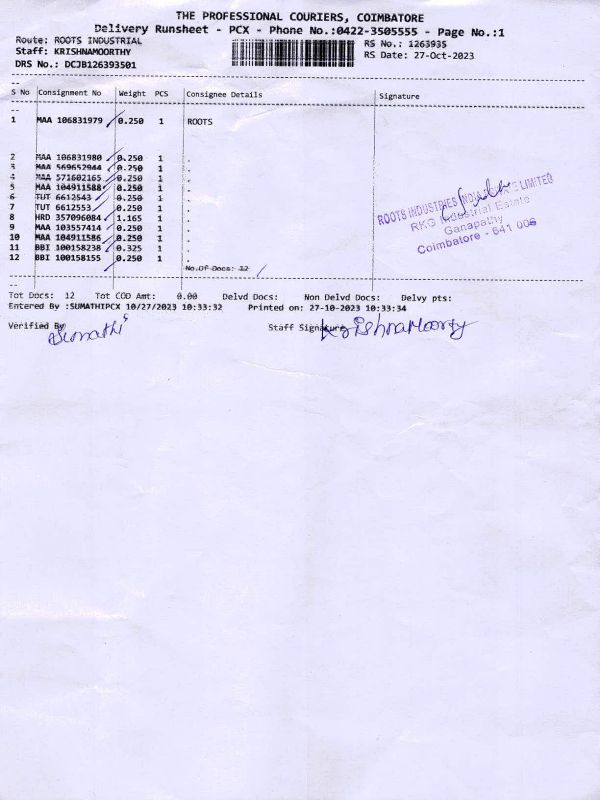 THE PROFESSIONAL COURIERS, COIMBATORE
Delivery Runsheet - PCX - Phone No.:0422-3505555 - Page No.:1
Route: ROOTS INDUSTRIAL
RS No.: 1263935
Staff: KRISHNAMOORTHY
RS Date: 27-Oct-2023
DRS No.: DCJB126393501
S No Consignment No Weight PCS Consignee Details Signature
1 MAA 106831979 0.250 1 ROOTS
2 MAA 106831980 0.250 1 .
3 MAA 569652944 0.250 1 .
4 MAA 571602165 0.250 1 .
5 MAA 104911588 0.250 1 .
6 TUT 6612543 0.250 1 .
7 TUT 6612553 0.250 1 .
8 HRD 357096084 1.165 1 .
9 MAA 103557414 0.250 1 .
10 MAA 104911586 0.250 1 .
11 BBI 100158238 0.325 1 .
12 BBI 100158155 0.250 1 .
No.Of Docs: 12
ROOTS INDUSTRIES INDIA PRIVATE LIMITED
RKG Industrial Estate
Ganapathy
Coimbatore - 641 006
Tot Docs: 12 Tot COD Amt: 0.00 Delvd Docs: Non Delvd Docs: Delvy pts:
Entered By :SUMATHIPCX 10/27/2023 10:33:32 Printed on: 27-10-2023 10:33:34
Verified By Sumathi S
Staff Signature KrishnaMoorty